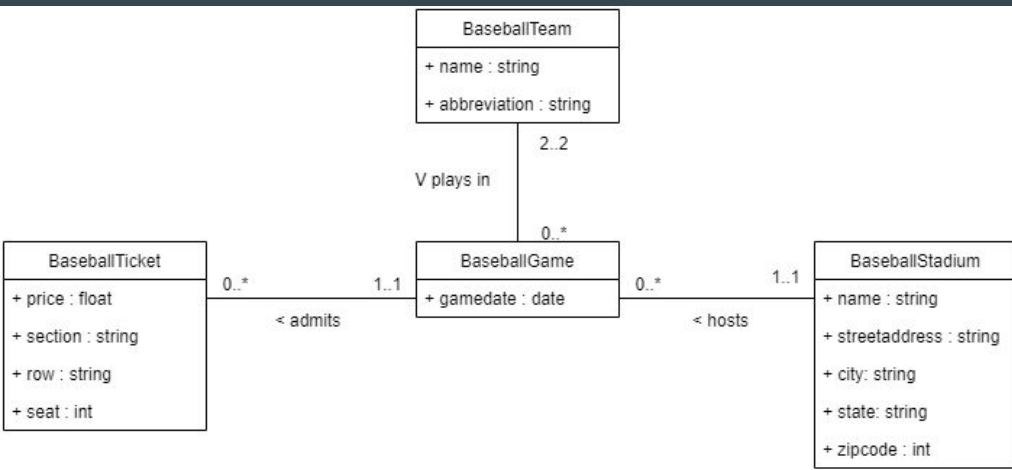 BaseballTeam
+ name : string
+ abbreviation : string
2..2
V plays in
0..*
BaseballTicket
+ price : float
+ section : string
+ row : string
+ seat : int
0..*
1..1
< admits
BaseballGame
+ gamedate : date
0..*
1..1
< hosts
BaseballStadium
+ name : string
+ streetaddress : string
+ city: string
+ state: string
+ zipcode : int